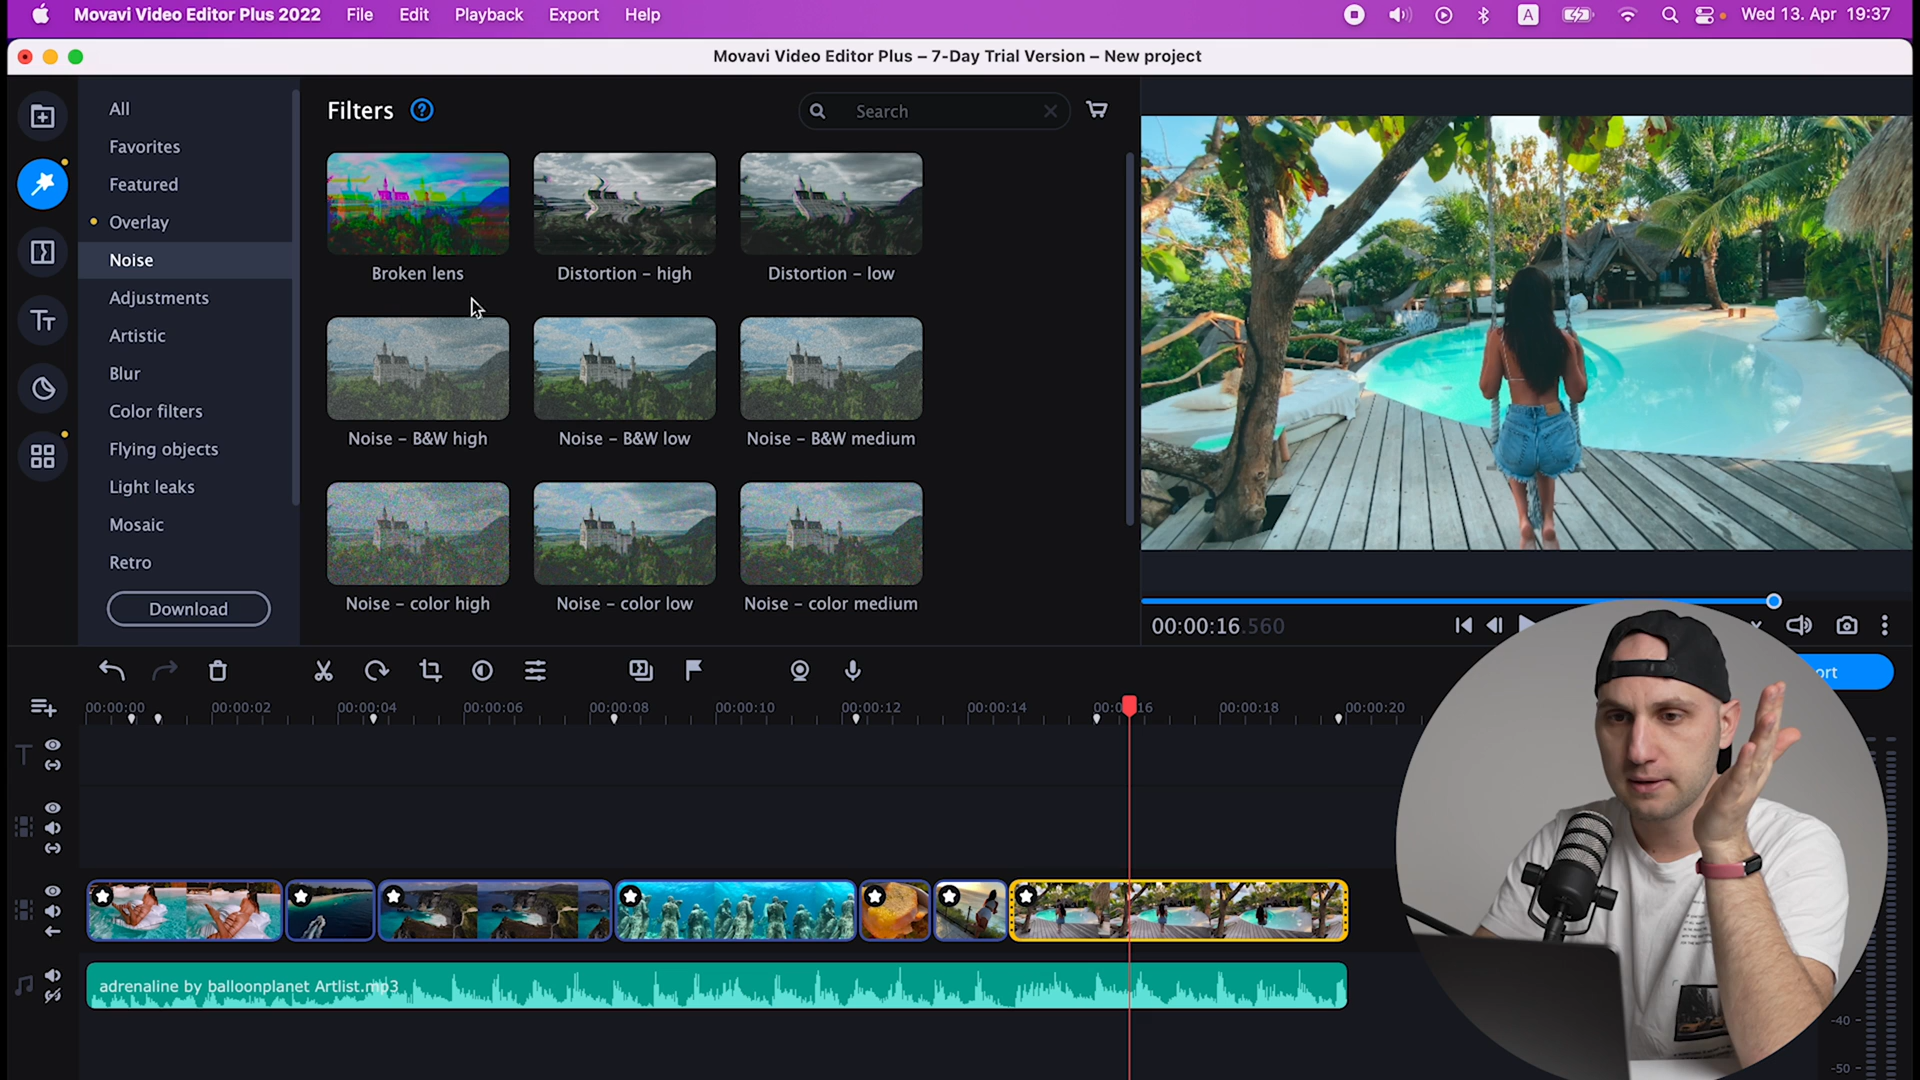 Movavi Video Editor Plus 2022 File Edit Playback Export Help
A Wed 13. Apr 19:37
Movavi Video Editor Plus – 7-Day Trial Version – New project
All
Favorites
Featured
Overlay
Noise
Adjustments
Artistic
Blur
Color filters
Flying objects
Light leaks
Mosaic
Retro
Download
Filters ?
Search
Broken lens
Distortion – high
Distortion – low
Noise – B&W high
Noise – B&W low
Noise – B&W medium
Noise – color high
Noise – color low
Noise – color medium
00:00:16.560
00:00:00 00:00:02 00:00:04 00:00:06 00:00:08 00:00:10 00:00:12 00:00:14 00:00:16 00:00:18 00:00:20
adrenaline by balloonplanet Artlist.mp3
-40
-50